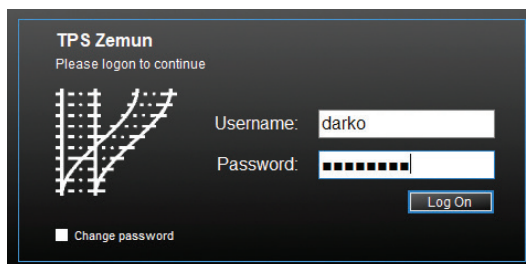 TPS Zemun
Please logon to continue
Username: darko
Password: ■■■■■■■■
Log On
Change password